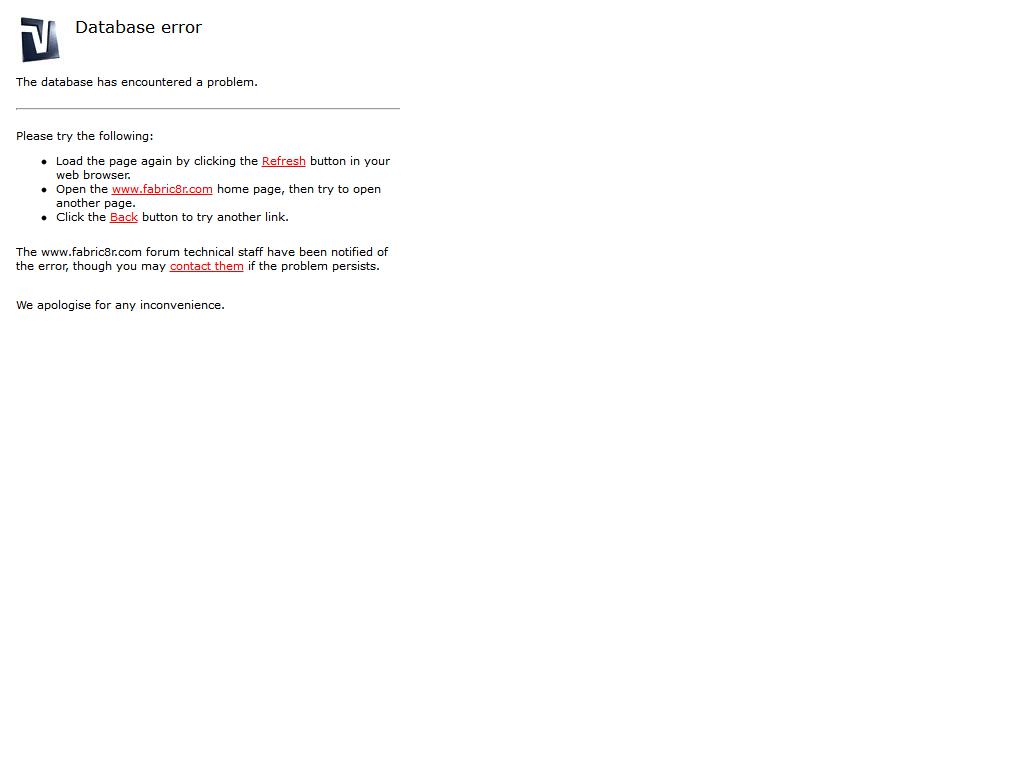 Database error
The database has encountered a problem.
Please try the following:
Load the page again by clicking the Refresh button in your
web browser.
Open the www.fabric8r.com home page, then try to open
another page.
Click the Back button to try another link.
The www.fabric8r.com forum technical staff have been notified of
the error, though you may contact them if the problem persists.
We apologise for any inconvenience.